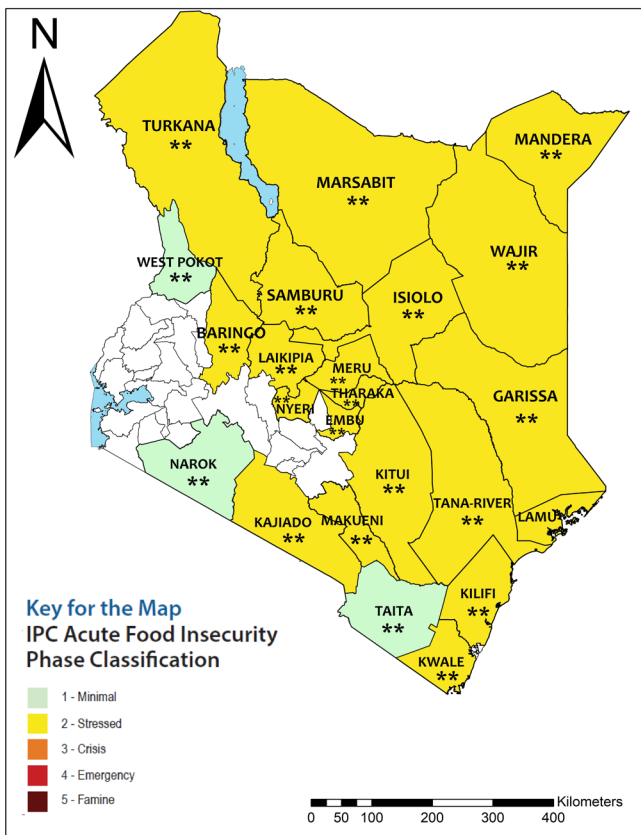 N
TURKANA
**
MANDERA
**
MARSABIT
**
WAJIR
**
WEST POKOT
**
SAMBURU
**
ISIOLO
**
BARINGO
**
LAIKIPIA
**
MERU
**
THARAKA
**
GARISSA
**
**
NYERI
EMBU
**
NAROK
**
KITUI
**
TANA-RIVER
**
LAMU
KAJIADO
**
MAKUENI
**
KILIFI
**
TAITA
**
KWALE
**
Key for the Map
IPC Acute Food Insecurity
Phase Classification
1 - Minimal
2 - Stressed
3 - Crisis
4 - Emergency
5 - Famine
Kilometers
0 50 100 200 300 400